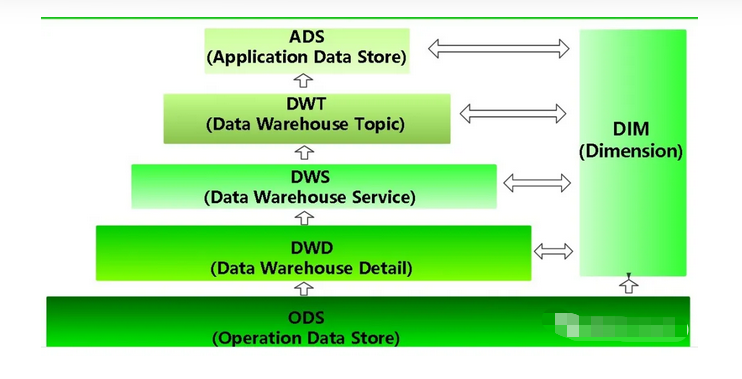 ADS
(Application Data Store)
DWT
(Data Warehouse Topic)
DIM
(Dimension)
DWS
(Data Warehouse Service)
DWD
(Data Warehouse Detail)
ODS
(Operation Data Store)